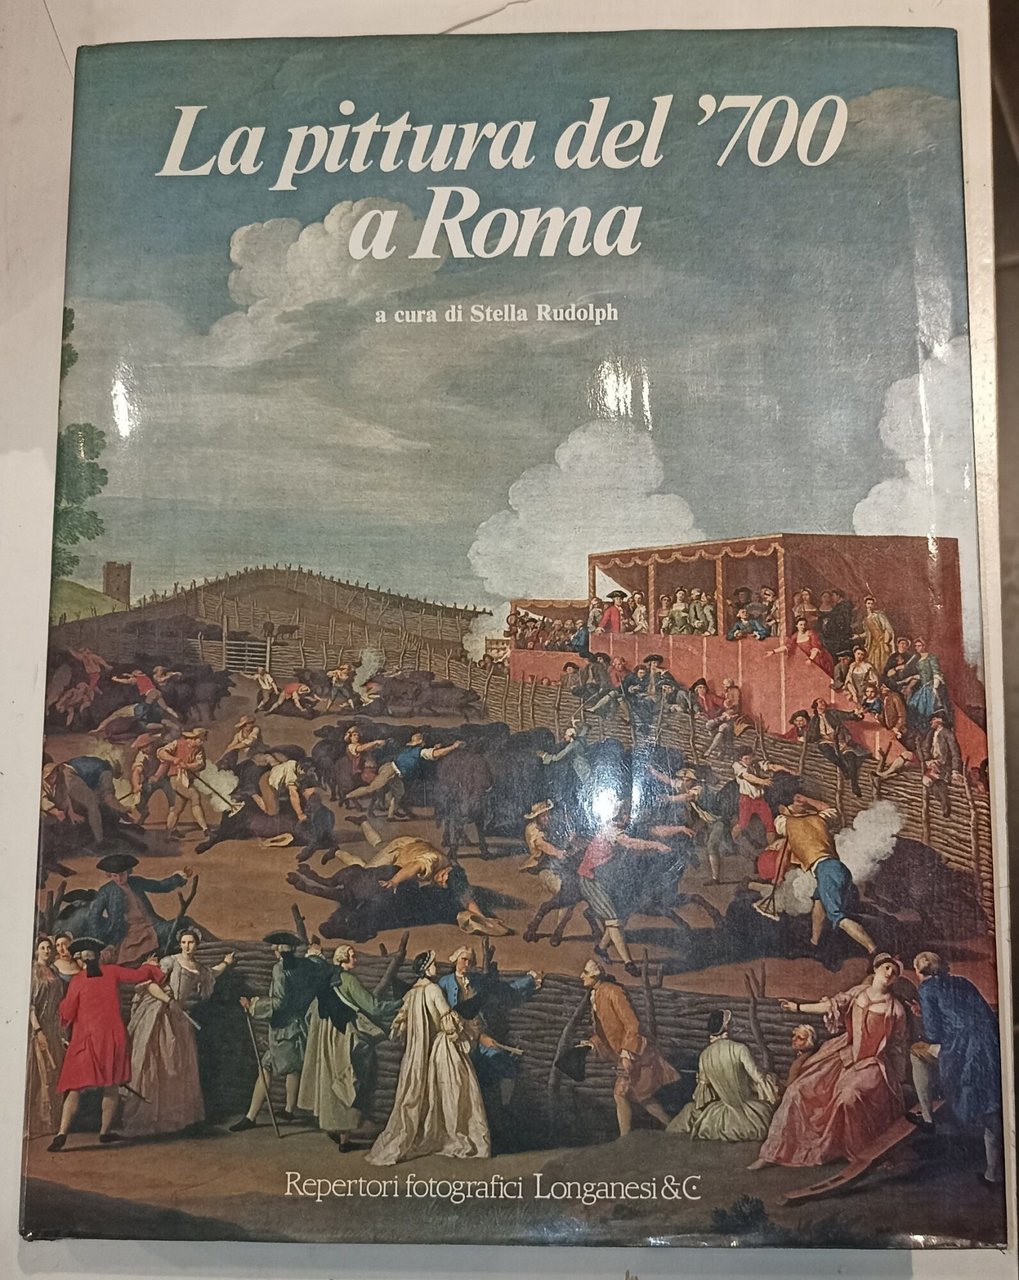 La pittura del '700
a Roma
a cura di Stella Rudolph
Repertori fotografici Longanesi & C.